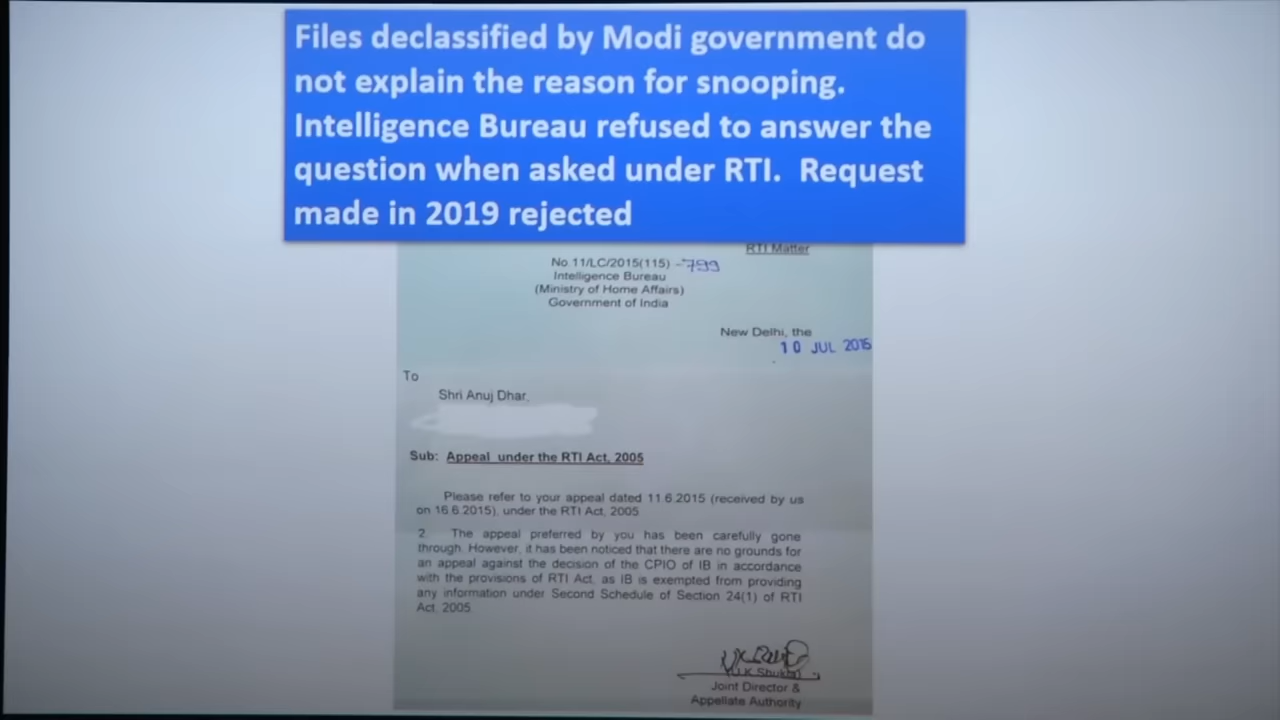 Files declassified by Modi government do
not explain the reason for snooping.
Intelligence Bureau refused to answer the
question when asked under RTI. Request
made in 2019 rejected
RTI Matter
No.11/LC/2015(115) -799
Intelligence Bureau
(Ministry of Home Affairs)
Government of India
New Delhi, the
10 JUL 2015
To
Shri Anuj Dhar,
Sub: Appeal under the RTI Act, 2005
Please refer to your appeal dated 11.6.2015 (received by us
on 16.6.2015), under the RTI Act, 2005
2. The appeal preferred by you has been carefully gone
through. However, it has been noticed that there are no grounds for
an appeal against the decision of the CPIO of IB in accordance
with the provisions of RTI Act, as IB is exempted from providing
any information under Second Schedule of Section 24(1) of RTI
Act, 2005.
Joint Director &
Appellate Authority